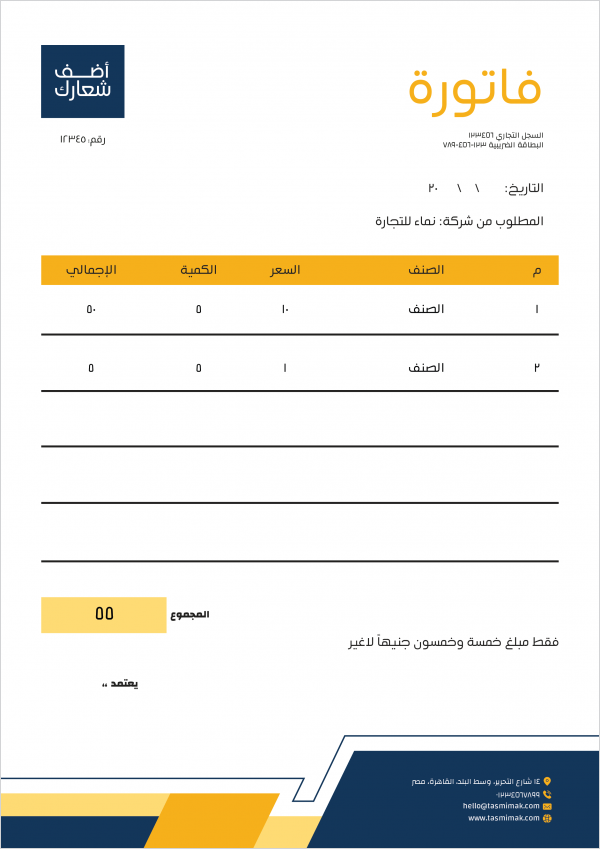 أضف
شعارك
فاتورة
رقم: ١٢٣٤٥
السجل التجاري ١٢٣٤٥٦
البطاقة الضريبية ١٢٣-٤٥٦-٧٨٩
التاريخ: \ \ ٢٠
المطلوب من شركة: نماء للتجارة
م الصنف السعر الكمية الإجمالي
١ الصنف ١٠ ٥ ٥٠
٢ الصنف ١ ٥ ٥
المجموع ٥٥
فقط مبلغ خمسة وخمسون جنيهاً لاغير
يعتمد ،،
١٤ شارع التحرير، وسط البلد، القاهرة، مصر
٠١٢٣٤٥٦٧٨٩٩
hello@tasmimak.com
www.tasmimak.com